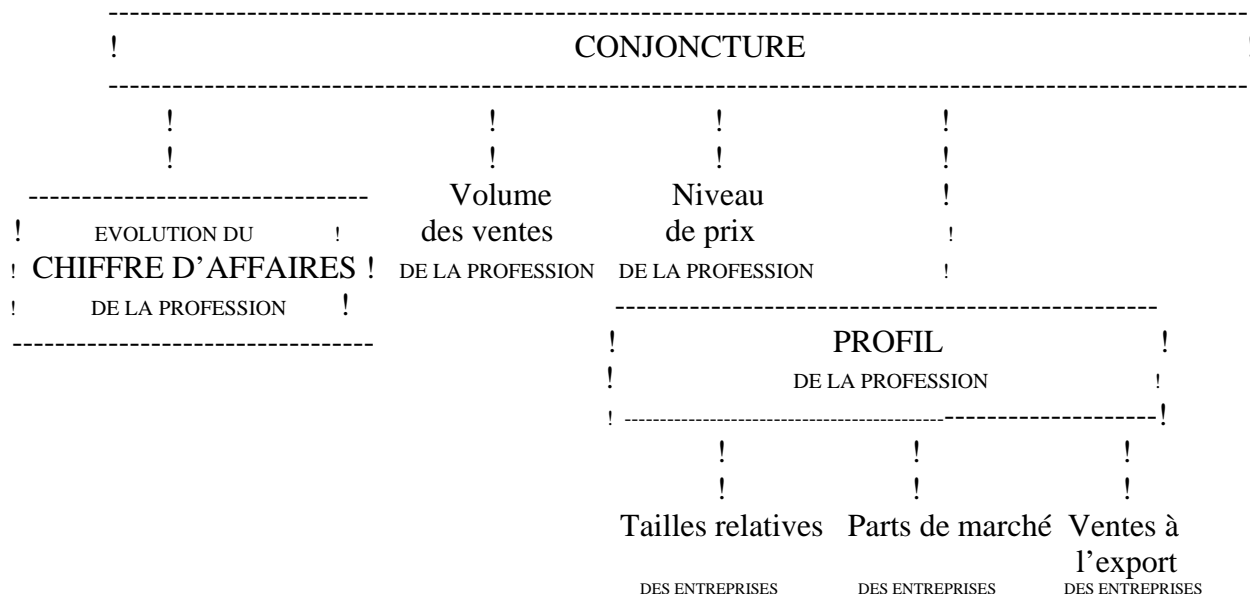 CONJONCTURE
Volume Niveau
EVOLUTION DU des ventes de prix
CHIFFRE D’AFFAIRES DE LA PROFESSION DE LA PROFESSION
DE LA PROFESSION
PROFIL
DE LA PROFESSION
Tailles relatives Parts de marché Ventes à
l’export
DES ENTREPRISES DES ENTREPRISES DES ENTREPRISES